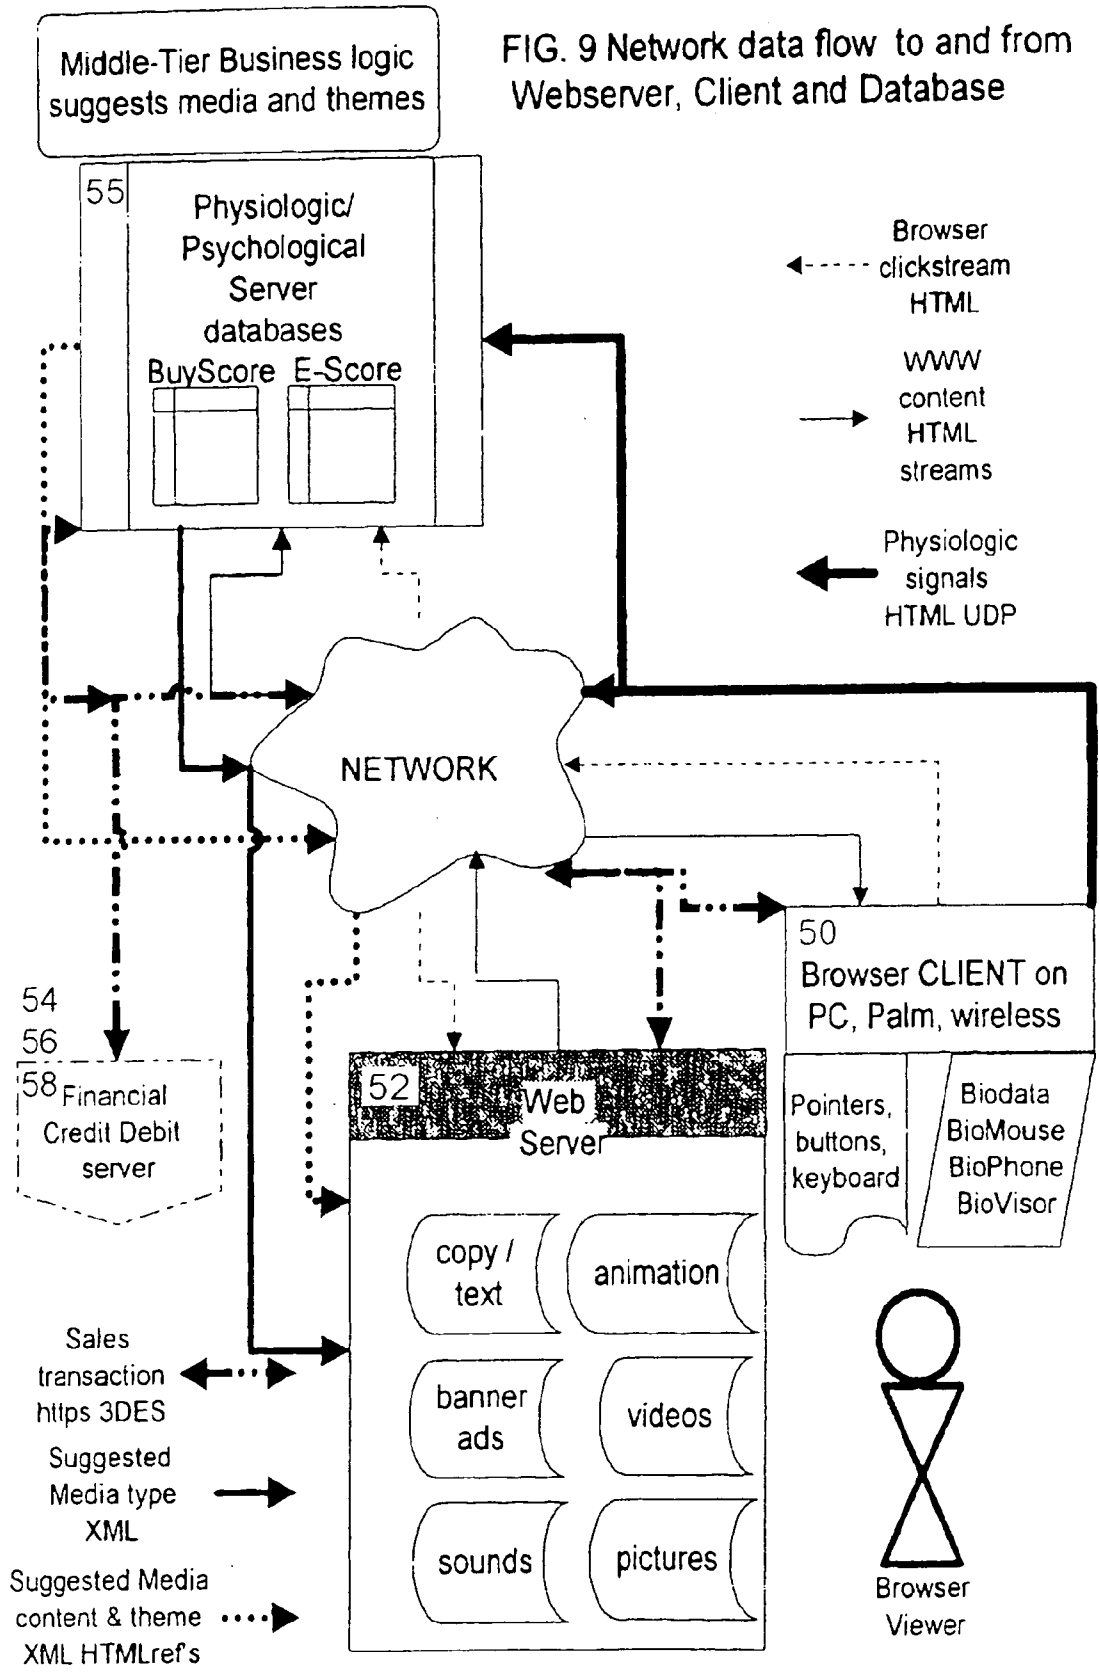 FIG. 9 Network data flow to and from
Webserver, Client and Database
Middle-Tier Business logic
suggests media and themes
55
Physiologic/
Psychological
Server
databases
BuyScore
E-Score
Browser
clickstream
HTML
WWW
content
HTML
streams
Physiologic
signals
HTML UDP
NETWORK
50
Browser CLIENT on
PC, Palm, wireless
Pointers,
buttons,
keyboard
Biodata
BioMouse
BioPhone
BioVisor
54
56
58
Financial
Credit Debit
server
52
Web
Server
copy /
text
animation
banner
ads
videos
sounds
pictures
Sales
transaction
https 3DES
Suggested
Media type
XML
Suggested Media
content & theme
XML HTMLref's
Browser
Viewer